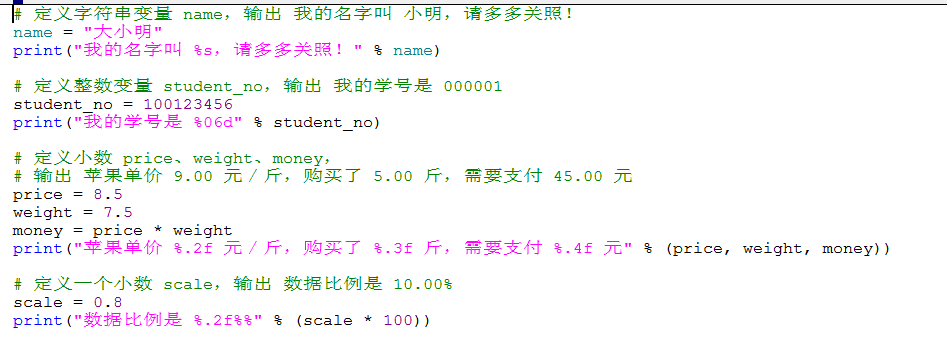 # 定义字符串变量 name，输出 我的名字叫 小明，请多多关照！
name = "大小明"
print("我的名字叫 %s，请多多关照！" % name)
# 定义整数变量 student_no，输出 我的学号是 000001
student_no = 100123456
print("我的学号是 %06d" % student_no)
# 定义小数 price、weight、money，
# 输出 苹果单价 9.00 元／斤，购买了 5.00 斤，需要支付 45.00 元
price = 8.5
weight = 7.5
money = price * weight
print("苹果单价 %.2f 元／斤，购买了 %.3f 斤，需要支付 %.4f 元" % (price, weight, money))
# 定义一个小数 scale，输出 数据比例是 10.00%
scale = 0.8
print("数据比例是 %.2f%%" % (scale * 100))